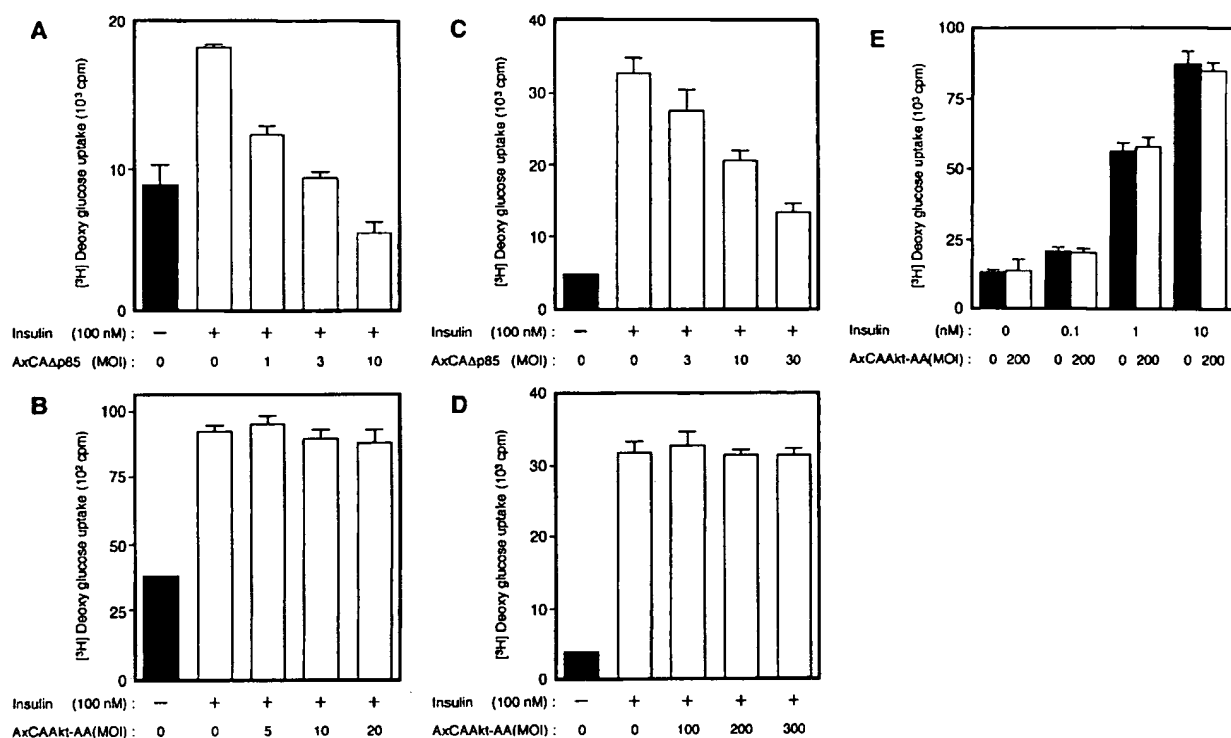 A
[³H] Deoxy glucose uptake (10³ cpm)
20
10
0
Insulin (100 nM) : – + + + +
AxCAΔp85 (MOI) : 0 0 1 3 10
B
[³H] Deoxy glucose uptake (10² cpm)
100
75
50
25
0
Insulin (100 nM) : – + + + +
AxCAAkt-AA(MOI) : 0 0 5 10 20
C
[³H] Deoxy glucose uptake (10³ cpm)
40
30
20
10
0
Insulin (100 nM) : – + + + +
AxCAΔp85 (MOI) : 0 0 3 10 30
D
[³H] Deoxy glucose uptake (10³ cpm)
40
30
20
10
0
Insulin (100 nM) : – + + + +
AxCAAkt-AA(MOI) : 0 0 100 200 300
E
[³H] Deoxy glucose uptake (10³ cpm)
100
75
50
25
0
Insulin (nM) : 0 0.1 1 10
AxCAAkt-AA(MOI) : 0 200 0 200 0 200 0 200